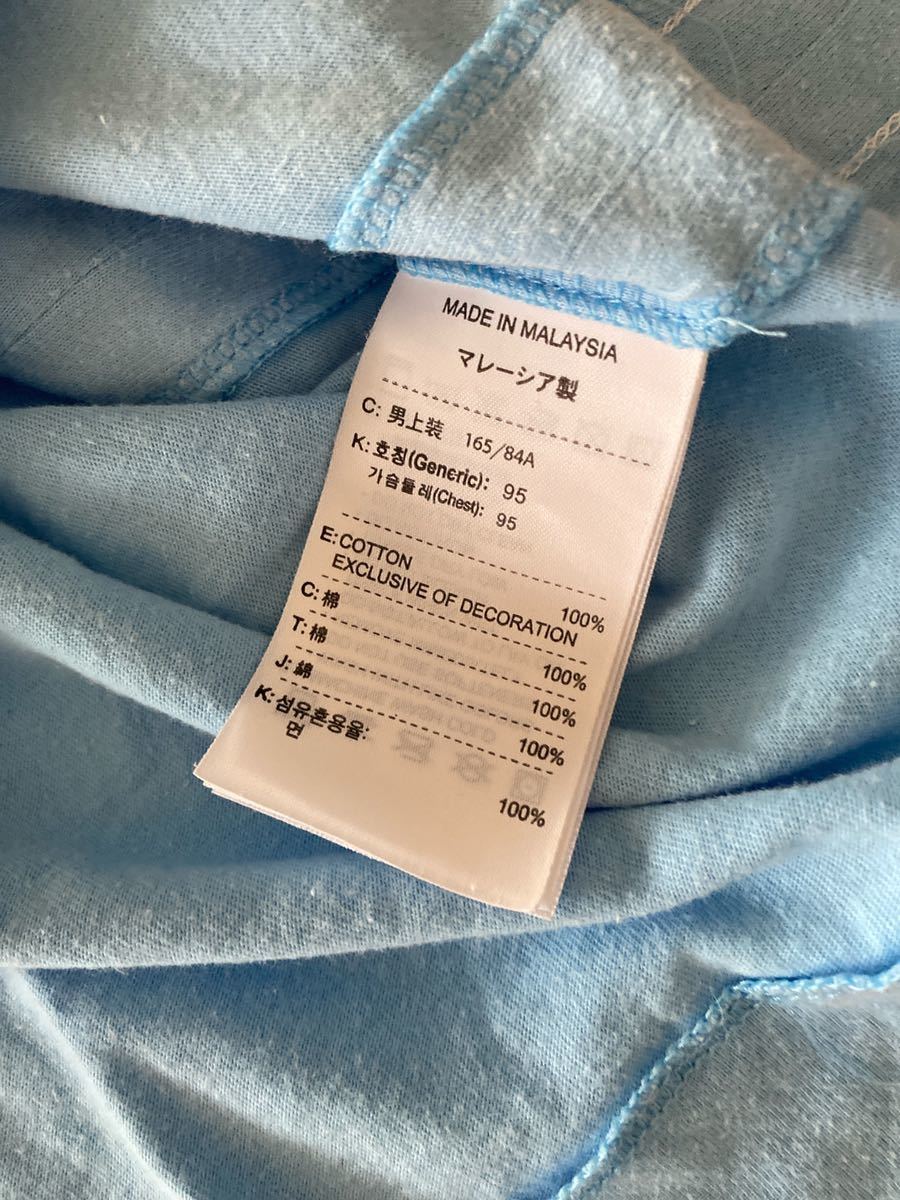 MADE IN MALAYSIA
マレーシア製
C: 男上装 165/84A
K: 호칭(Generic): 95
가슴둘레(Chest): 95
E: COTTON 100%
EXCLUSIVE OF DECORATION
C: 棉 100%
T: 棉 100%
J: 綿 100%
K: 섬유혼용율:
면 100%